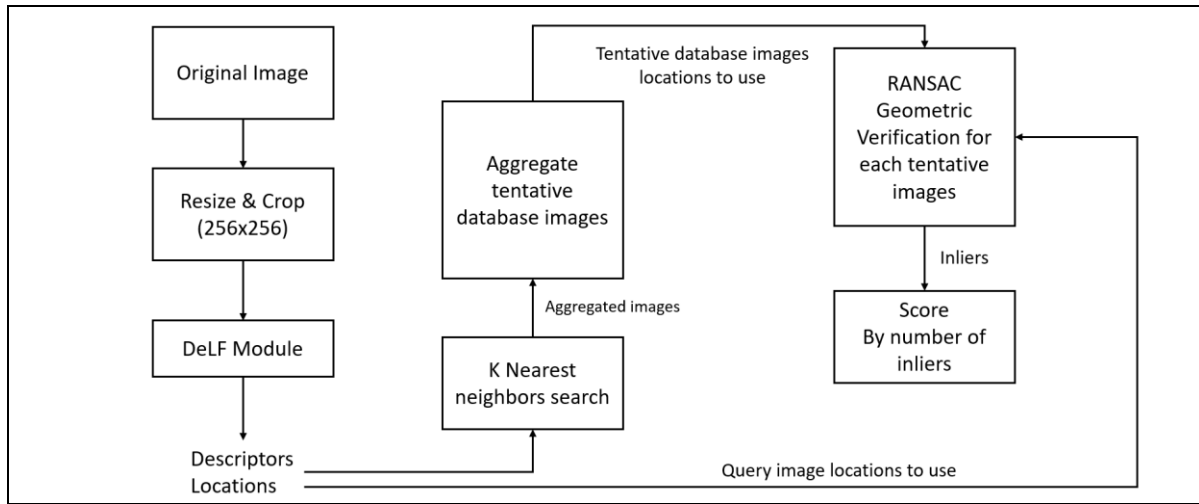 Original Image
Resize & Crop
(256x256)
DeLF Module
Descriptors
Locations
K Nearest
neighbors search
Aggregated images
Aggregate
tentative
database images
Tentative database images
locations to use
RANSAC
Geometric
Verification for
each tentative
images
Inliers
Score
By number of
inliers
Query image locations to use